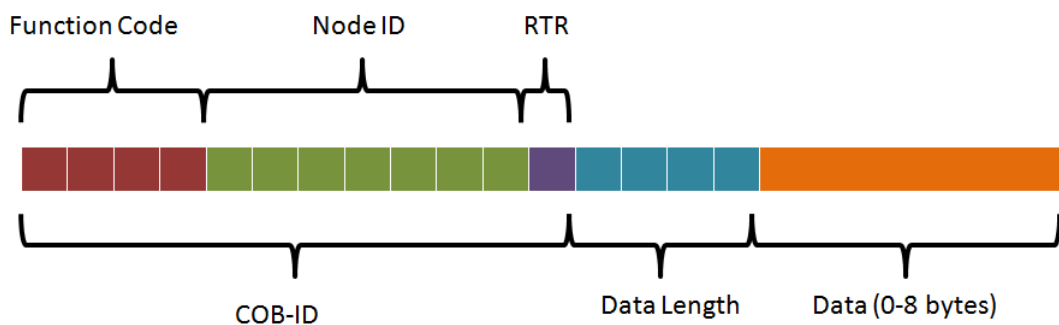 Function Code
Node ID
RTR
COB-ID
Data Length
Data (0-8 bytes)